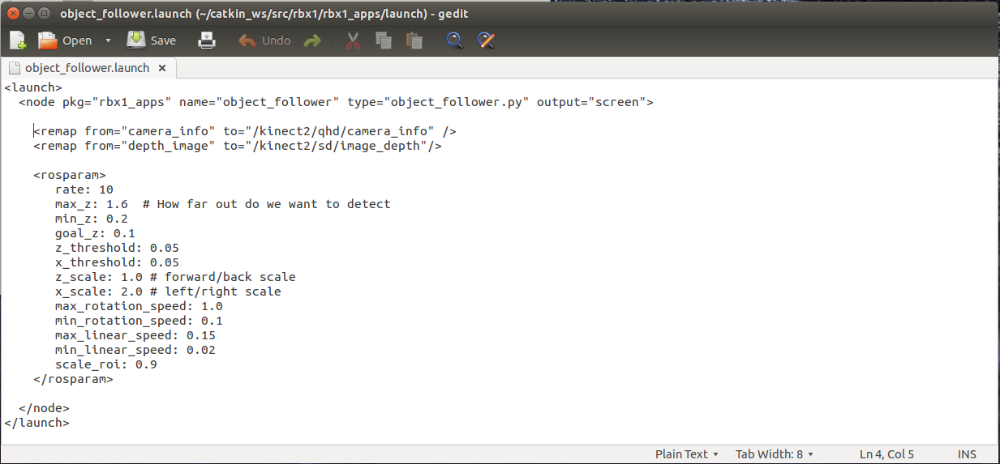 object_follower.launch (~/catkin_ws/src/rbx1/rbx1_apps/launch) - gedit
Open Save Undo
object_follower.launch
<launch>
  <node pkg="rbx1_apps" name="object_follower" type="object_follower.py" output="screen">
    <remap from="camera_info" to="/kinect2/qhd/camera_info" />
    <remap from="depth_image" to="/kinect2/sd/image_depth"/>
    <rosparam>
       rate: 10
       max_z: 1.6  # How far out do we want to detect
       min_z: 0.2
       goal_z: 0.1
       z_threshold: 0.05
       x_threshold: 0.05
       z_scale: 1.0 # forward/back scale
       x_scale: 2.0 # left/right scale
       max_rotation_speed: 1.0
       min_rotation_speed: 0.1
       max_linear_speed: 0.15
       min_linear_speed: 0.02
       scale_roi: 0.9
    </rosparam>
  </node>
</launch>
Plain Text Tab Width: 8 Ln 4, Col 5 INS